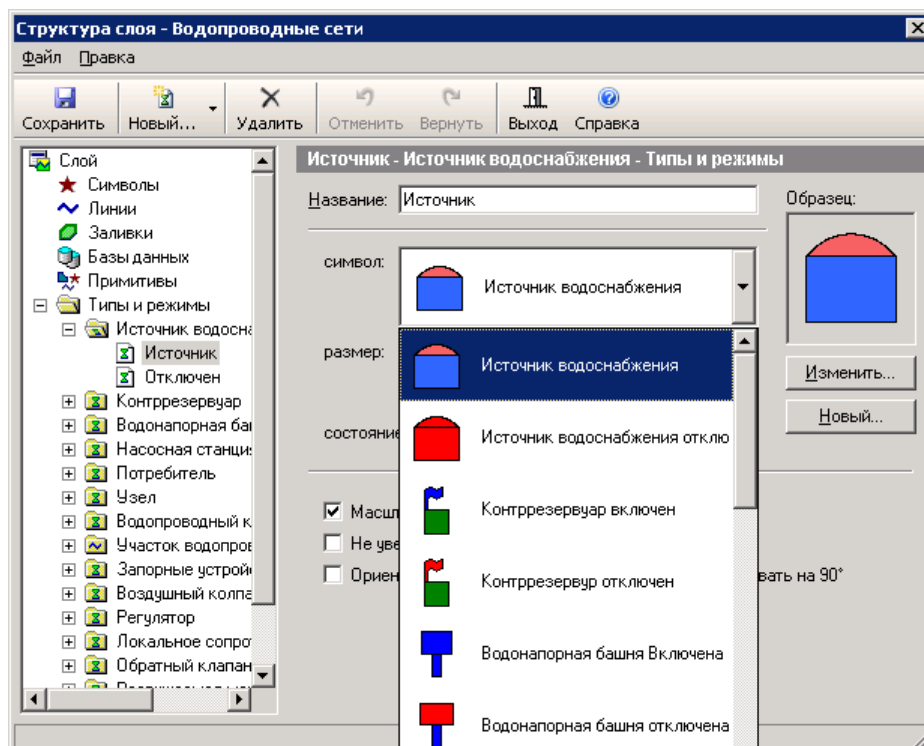 Структура слоя - Водопроводные сети
Файл Правка
Сохранить Новый... Удалить Отменить Вернуть Выход Справка
Слой
Символы
Линии
Заливки
Базы данных
Примитивы
Типы и режимы
Источник водосна
Источник
Отключен
Контррезервуар
Водонапорная ба
Насосная станци
Потребитель
Узел
Водопроводный к
Участок водопров
Запорные устрой
Воздушный колпа
Регулятор
Локальное сопро
Обратный клапан
Источник - Источник водоснабжения - Типы и режимы
Название: Источник
Образец:
символ:
Источник водоснабжения
размер:
Источник водоснабжения
Изменить...
Новый...
состояние
Источник водоснабжения отклю
Контррезервуар включен
Масшт
Не уве
Ориен
вать на 90°
Контррезервур отключен
Водонапорная башня Включена
Водонапорная башня отключена